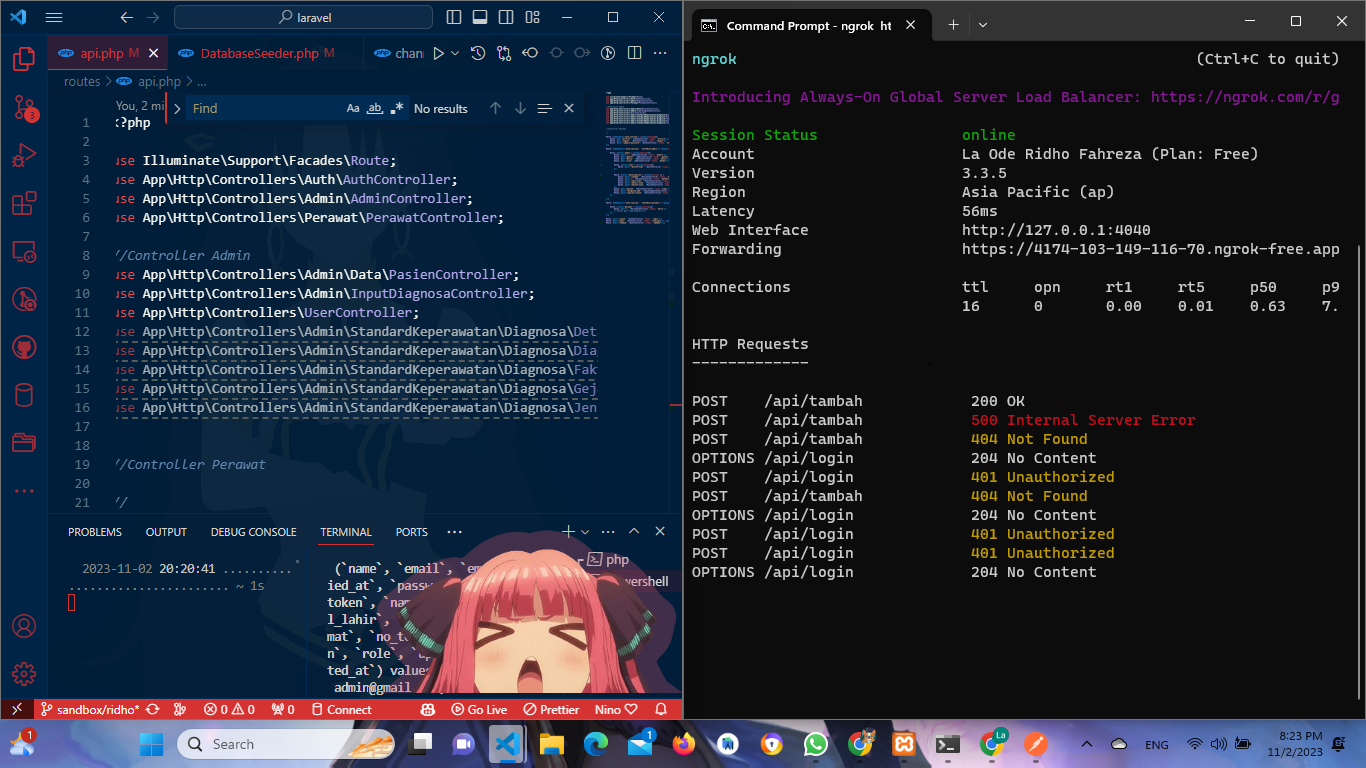 laravel
api.php M
DatabaseSeeder.php M
chan
routes > api.php > ...
You, 2 mi
Find
Aa ab
No results
1 <?php
2
3 use Illuminate\Support\Facades\Route;
4 use App\Http\Controllers\Auth\AuthController;
5 use App\Http\Controllers\Admin\AdminController;
6 use App\Http\Controllers\Perawat\PerawatController;
7
8 //Controller Admin
9 use App\Http\Controllers\Admin\Data\PasienController;
10 use App\Http\Controllers\Admin\InputDiagnosaController;
11 use App\Http\Controllers\UserController;
12 use App\Http\Controllers\Admin\StandardKeperawatan\Diagnosa\Det
13 use App\Http\Controllers\Admin\StandardKeperawatan\Diagnosa\Dia
14 use App\Http\Controllers\Admin\StandardKeperawatan\Diagnosa\Fak
15 use App\Http\Controllers\Admin\StandardKeperawatan\Diagnosa\Gej
16 use App\Http\Controllers\Admin\StandardKeperawatan\Diagnosa\Jen
17
18
19 //Controller Perawat
20
21 //
3
PROBLEMS OUTPUT DEBUG CONSOLE TERMINAL PORTS
2023-11-02 20:20:41 ..........
...................... ~ 1s
(`name`, `email`, `em
ied_at`, `passw
token`, `nam
l_lahir`,
mat`, `no_t
n`, `role`, `
ted_at`) value
admin@gmail
php
wershell
sandbox/ridho* 0 0 0 Connect Go Live Prettier Nino
Command Prompt - ngrok ht
ngrok (Ctrl+C to quit)
Introducing Always-On Global Server Load Balancer: https://ngrok.com/r/g
Session Status online
Account La Ode Ridho Fahreza (Plan: Free)
Version 3.3.5
Region Asia Pacific (ap)
Latency 56ms
Web Interface http://127.0.0.1:4040
Forwarding https://4174-103-149-116-70.ngrok-free.app
Connections ttl opn rt1 rt5 p50 p9
16 0 0.00 0.01 0.63 7.
HTTP Requests
-------------
POST /api/tambah 200 OK
POST /api/tambah 500 Internal Server Error
POST /api/tambah 404 Not Found
OPTIONS /api/login 204 No Content
POST /api/login 401 Unauthorized
POST /api/tambah 404 Not Found
OPTIONS /api/login 204 No Content
POST /api/login 401 Unauthorized
POST /api/login 401 Unauthorized
OPTIONS /api/login 204 No Content
1
Search
1
La
ENG
8:23 PM
11/2/2023